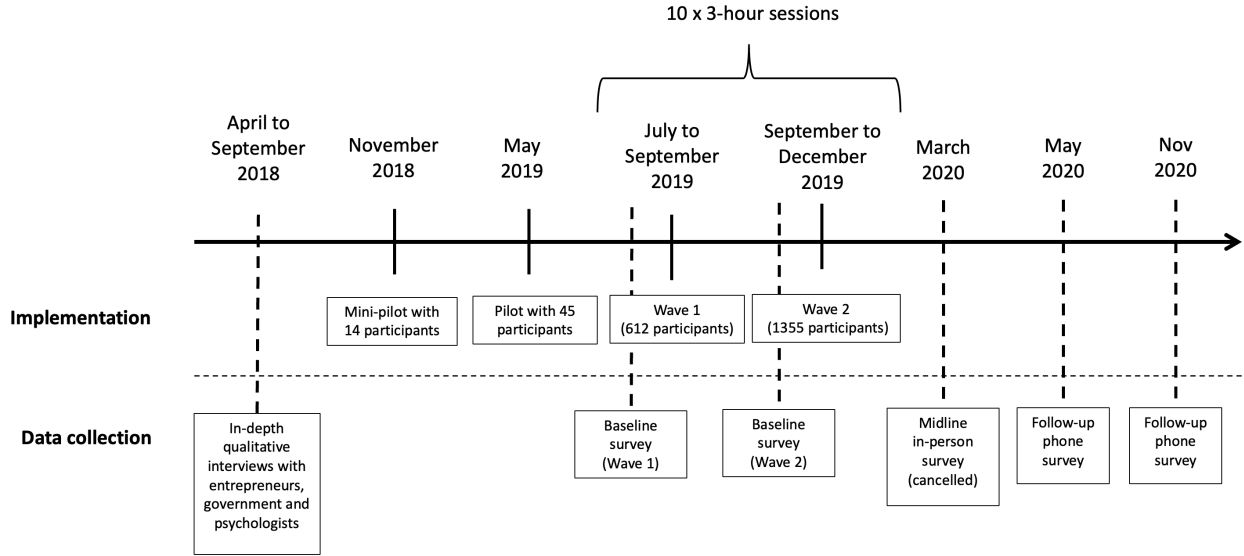 10 x 3-hour sessions
April to
September
2018
November
2018
May
2019
July to
September
2019
September to
December
2019
March
2020
May
2020
Nov
2020
Implementation
Mini-pilot with
14 participants
Pilot with 45
participants
Wave 1
(612 participants)
Wave 2
(1355 participants)
Data collection
In-depth
qualitative
interviews with
entrepreneurs,
government and
psychologists
Baseline
survey
(Wave 1)
Baseline
survey
(Wave 2)
Midline
in-person
survey
(cancelled)
Follow-up
phone
survey
Follow-up
phone
survey